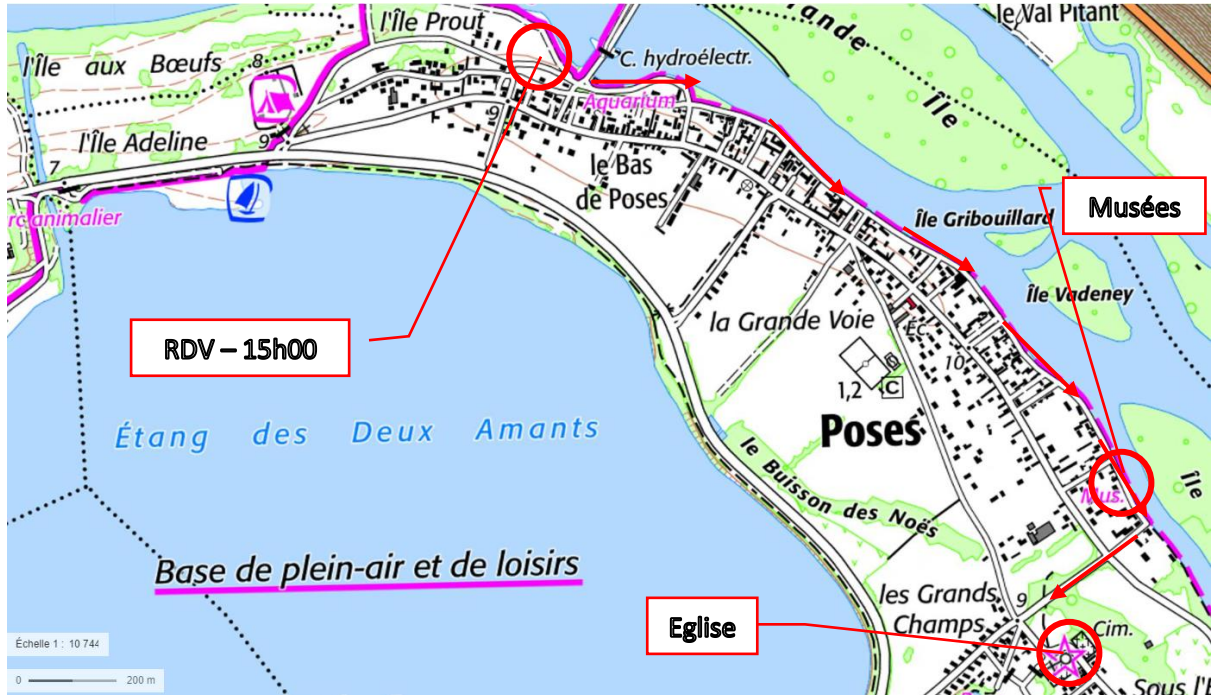 l'Île Prout
le Val Pitant
l'Île aux Bœufs
8
C. hydroélectr.
Île
Aquarium
9
l'Île Adeline
9
7
le Bas
de Poses
Musées
Île Gribouillard
animalier
Île Vadeney
RDV – 15h00
la Grande Voie
Éc.
10
1,2
C
Étang des Deux Amants
Poses
le Buisson des Noës
Mus.
Île
Base de plein-air et de loisirs
les Grands
Champs
9
Eglise
Cim.
Échelle 1 : 10 744
0
200 m